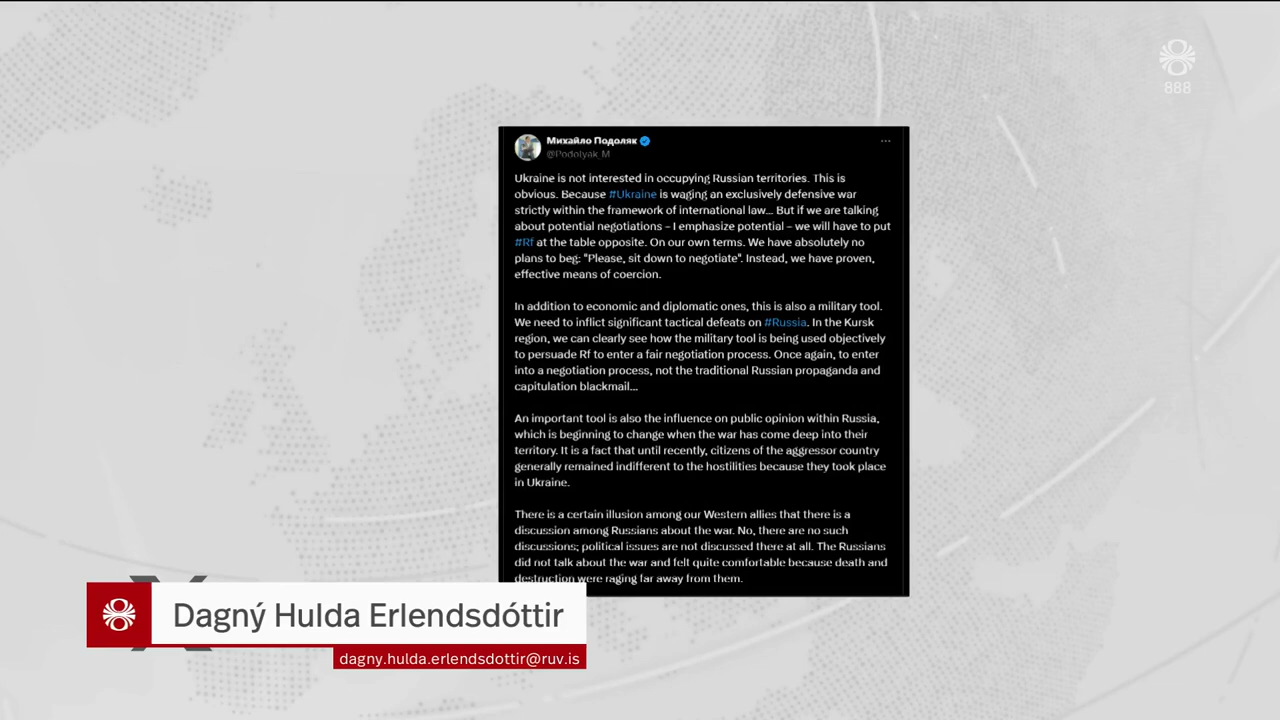 888
Михайло Подоляк
@Podolyak_M
Ukraine is not interested in occupying Russian territories. This is
obvious. Because #Ukraine is waging an exclusively defensive war
strictly within the framework of international law... But if we are talking
about potential negotiations – I emphasize potential – we will have to put
#Rf at the table opposite. On our own terms. We have absolutely no
plans to beg: "Please, sit down to negotiate". Instead, we have proven,
effective means of coercion.
In addition to economic and diplomatic ones, this is also a military tool.
We need to inflict significant tactical defeats on #Russia. In the Kursk
region, we can clearly see how the military tool is being used objectively
to persuade Rf to enter a fair negotiation process. Once again, to enter
into a negotiation process, not the traditional Russian propaganda and
capitulation blackmail...
An important tool is also the influence on public opinion within Russia,
which is beginning to change when the war has come deep into their
territory. It is a fact that until recently, citizens of the aggressor country
generally remained indifferent to the hostilities because they took place
in Ukraine.
There is a certain illusion among our Western allies that there is a
discussion among Russians about the war. No, there are no such
discussions; political issues are not discussed there at all. The Russians
did not talk about the war and felt quite comfortable because death and
destruction were raging far away from them.
Dagný Hulda Erlendsdóttir
dagny.hulda.erlendsdottir@ruv.is